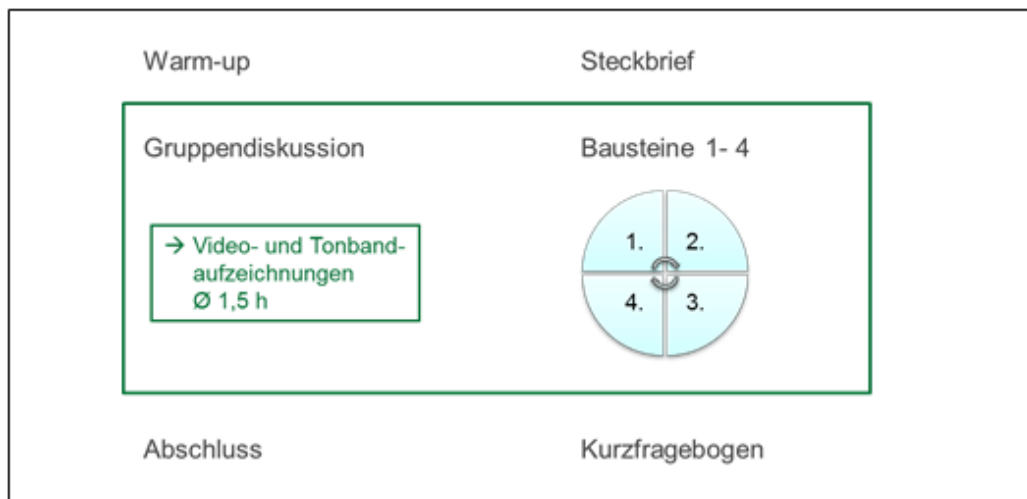 Warm-up
Steckbrief
Gruppendiskussion
Bausteine 1- 4
→ Video- und Tonband-
aufzeichnungen
Ø 1,5 h
1.
2.
4.
3.
Abschluss
Kurzfragebogen